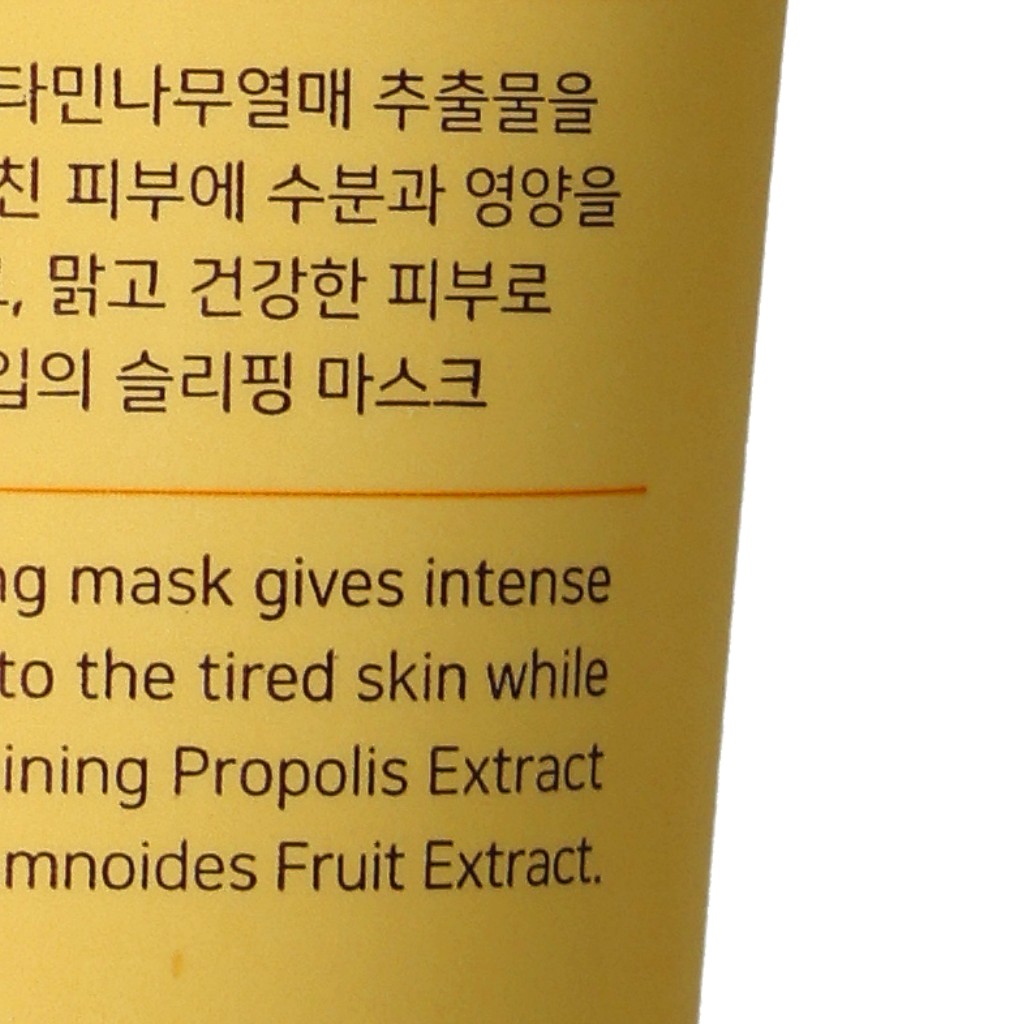 타민나무열매 추출물을
친 피부에 수분과 영양을
, 맑고 건강한 피부로
입의 슬리핑 마스크
ng mask gives intense
to the tired skin while
ining Propolis Extract
mnoides Fruit Extract.